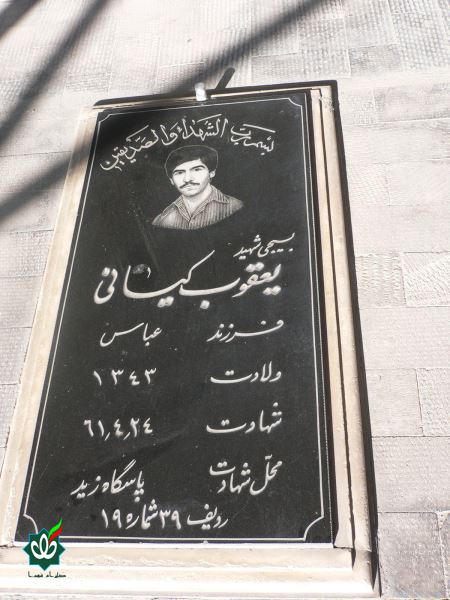 بسم رب الشهداء والصدیقین
بسیجی شهید
یعقوب کیانی
فرزند عباس
ولادت ۱۳۴۳
شهادت ۶۱٫۴٫۲۴
محل شهادت پاسگاه زید
ردیف ۳۹ شماره ۱۹